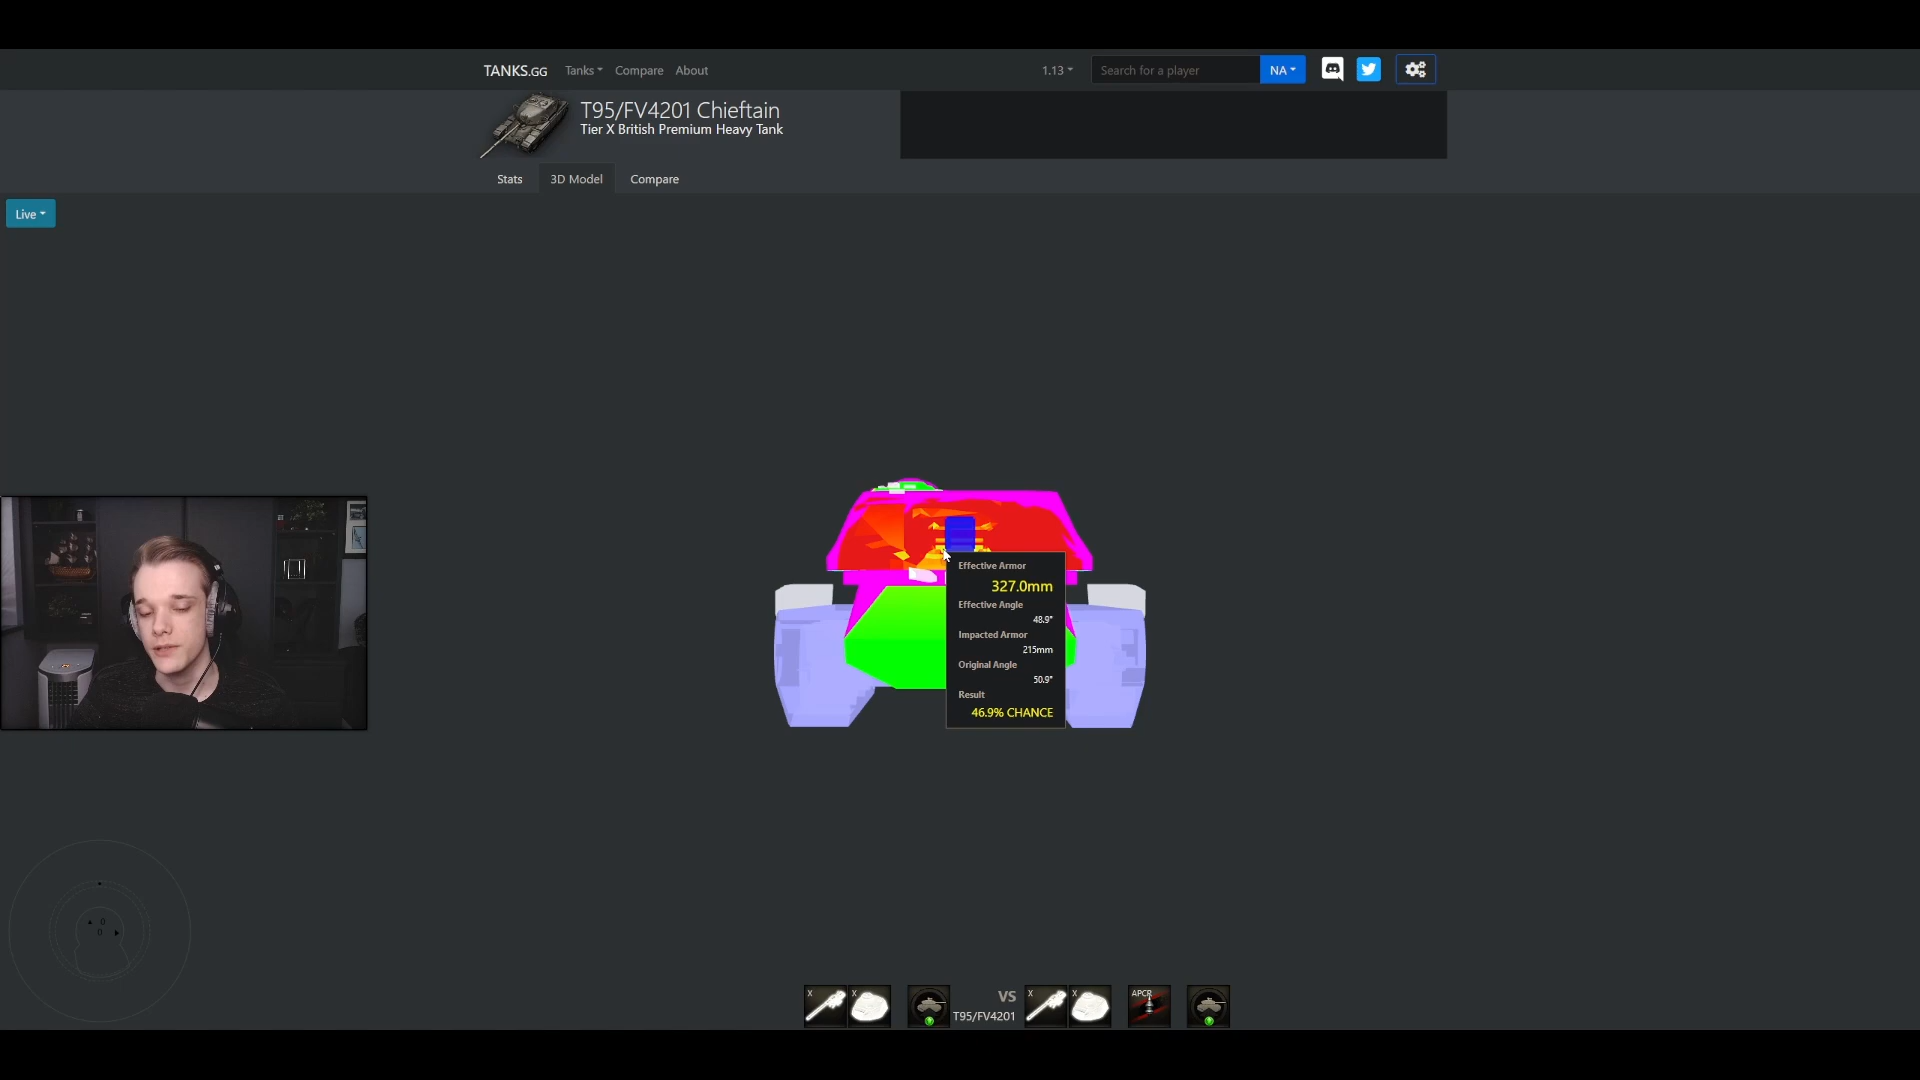 TANKS.GG Tanks Compare About 1.13 Search for a player NA
T95/FV4201 Chieftain
Tier X British Premium Heavy Tank
Stats 3D Model Compare
Live
Effective Armor
327.0mm
Effective Angle
48.9°
Impacted Armor
215mm
Original Angle
50.9°
Result
46.9% CHANCE
0
0
X X VS X X APCR
T95/FV4201